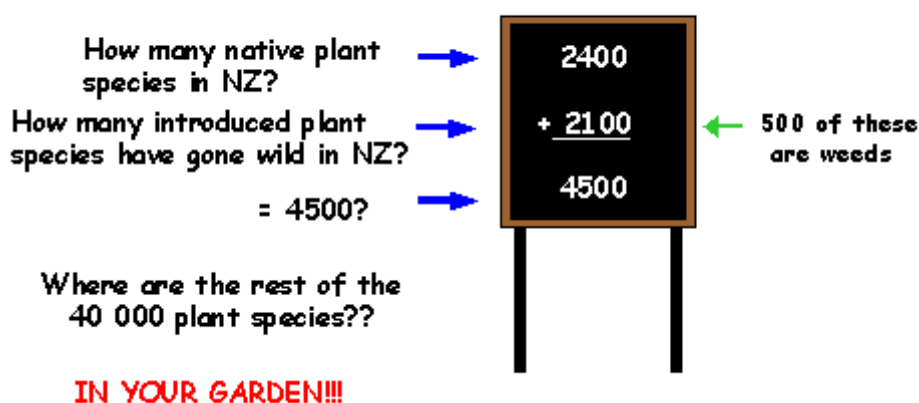 How many native plant
species in NZ?
2400
How many introduced plant
species have gone wild in NZ?
+ 2100
500 of these
are weeds
= 4500?
4500
Where are the rest of the
40 000 plant species??
IN YOUR GARDEN!!!